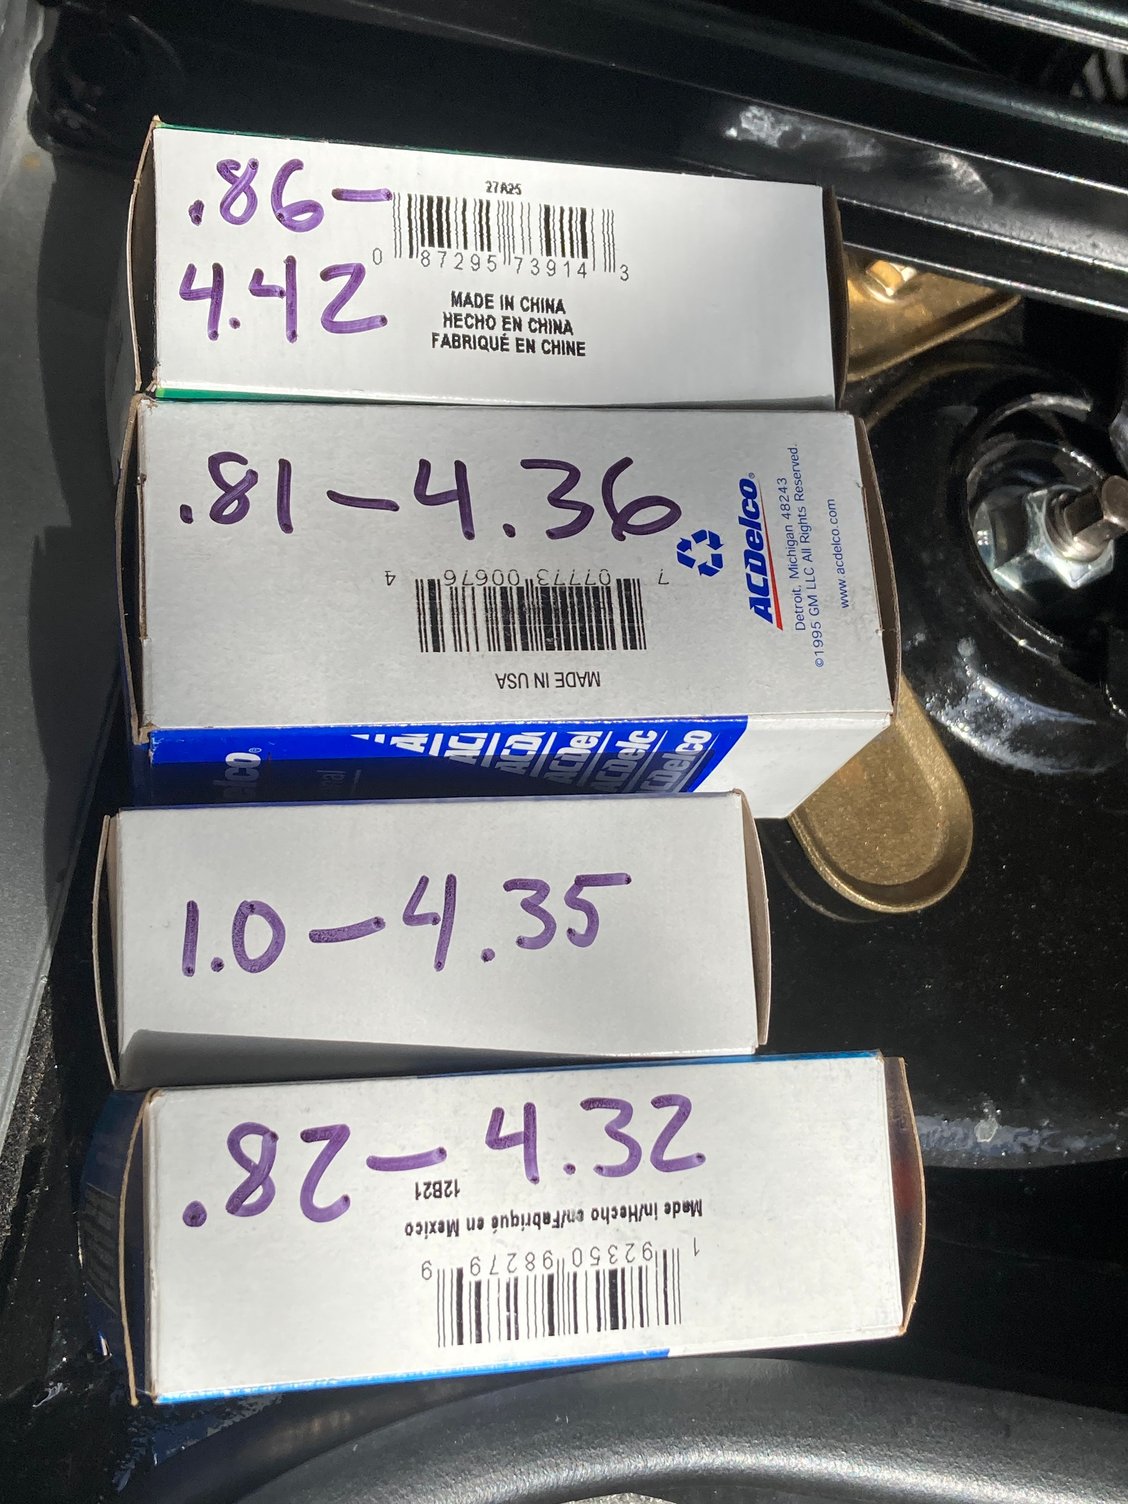 .86-
4.42
27A25
0 87295 73914 3
MADE IN CHINA
HECHO EN CHINA
FABRIQUÉ EN CHINE
.81-4.36
7 07773 00676 4
MADE IN USA
ACDelco®
Detroit, Michigan 48243
©1995 GM LLC All Rights Reserved.
www.acdelco.com
1.0-4.35
.82-4.32
12B21
Made in/Hecho en/Fabriqué en Mexico
1 92350 98279 9